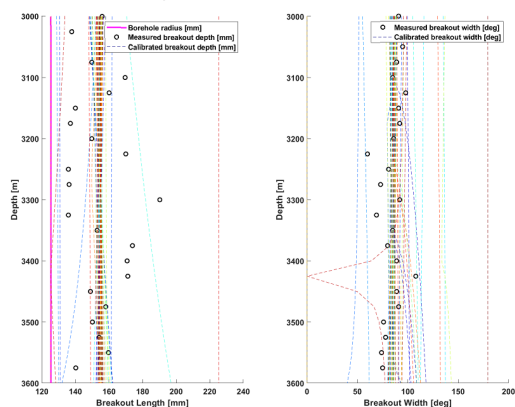 3000
3100
3200
3300
3400
3500
3600
Depth [m]
120
140
160
180
200
220
240
Breakout Length [mm]
Borehole radius [mm]
Measured breakout depth [mm]
Calibrated breakout depth [mm]
3000
3100
3200
3300
3400
3500
3600
Depth [m]
0
50
100
150
200
Breakout Width [deg]
Measured breakout width [deg]
Calibrated breakout width [deg]